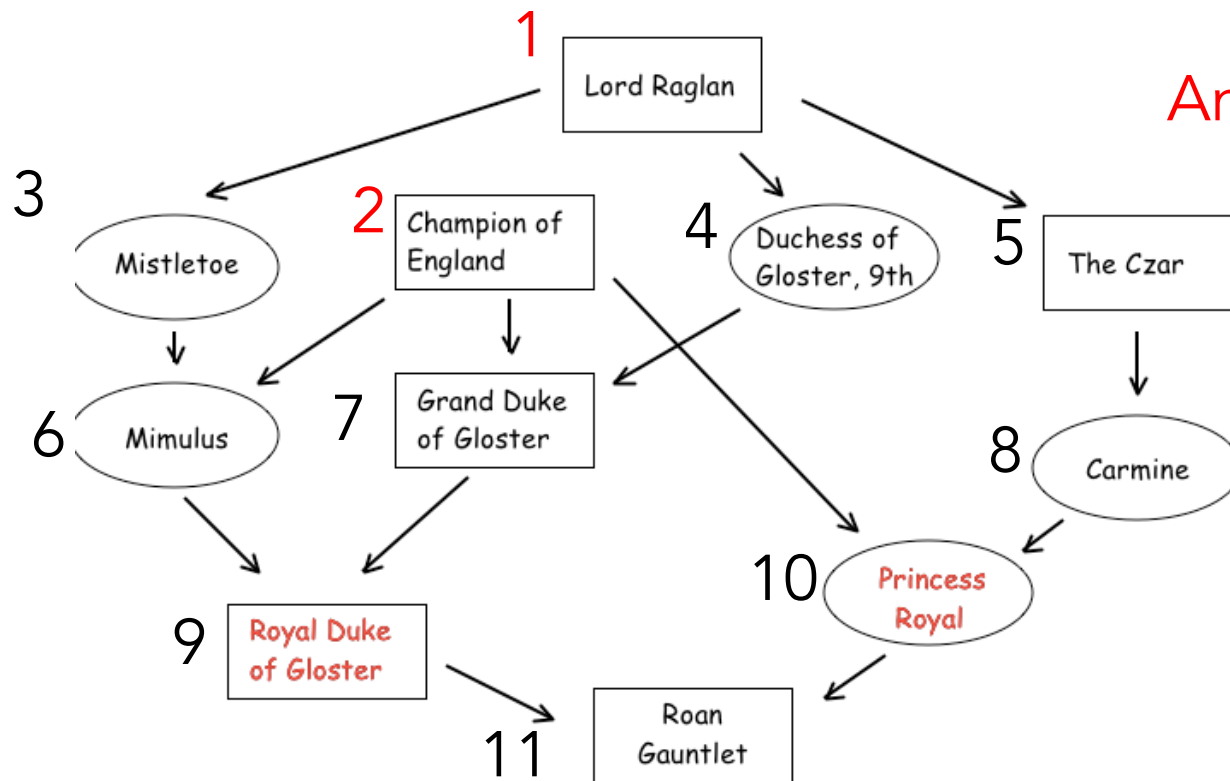 1
Lord Raglan
Ar
3
2
Champion of
England
4
Duchess of
Gloster, 9th
5
The Czar
Mistletoe
6
Mimulus
7
Grand Duke
of Gloster
8
Carmine
9
Royal Duke
of Gloster
10
Princess
Royal
11
Roan
Gauntlet